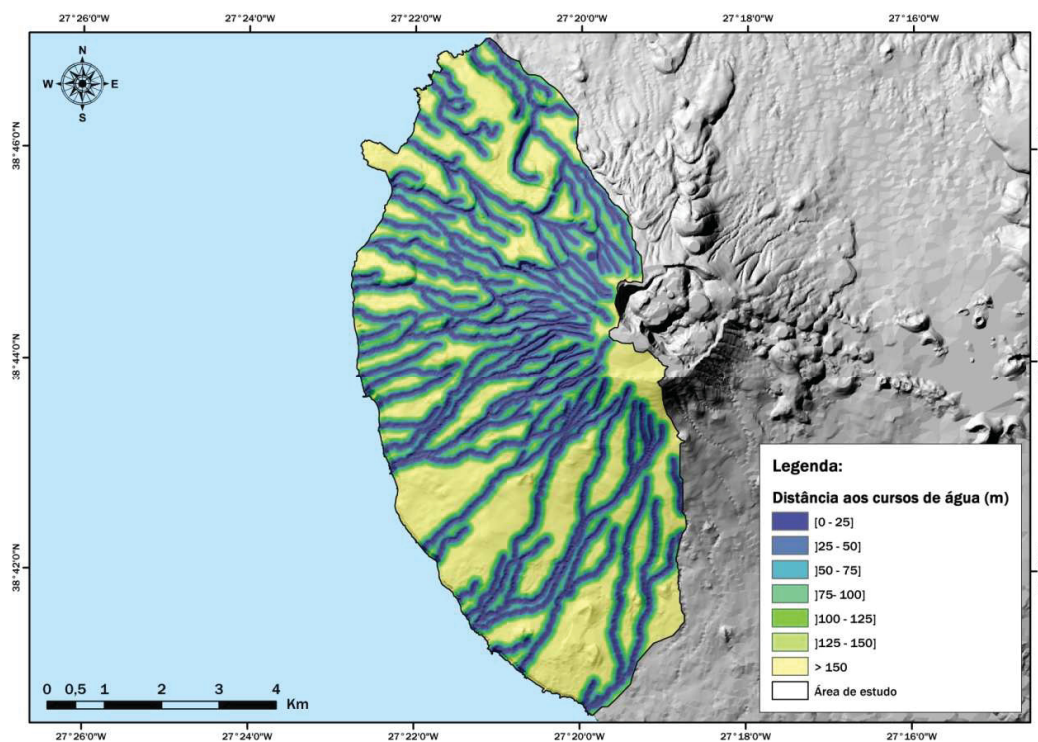 27°26'0"W 27°24'0"W 27°22'0"W 27°20'0"W 27°18'0"W 27°16'0"W
N
W E
S
38°46'0"N
38°44'0"N
38°42'0"N
Legenda:
Distância aos cursos de água (m)
[0 - 25]
]25 - 50]
]50 - 75]
]75- 100]
]100 - 125]
]125 - 150]
> 150
Área de estudo
0 0,5 1 2 3 4
Km
27°26'0"W 27°24'0"W 27°22'0"W 27°20'0"W 27°18'0"W 27°16'0"W